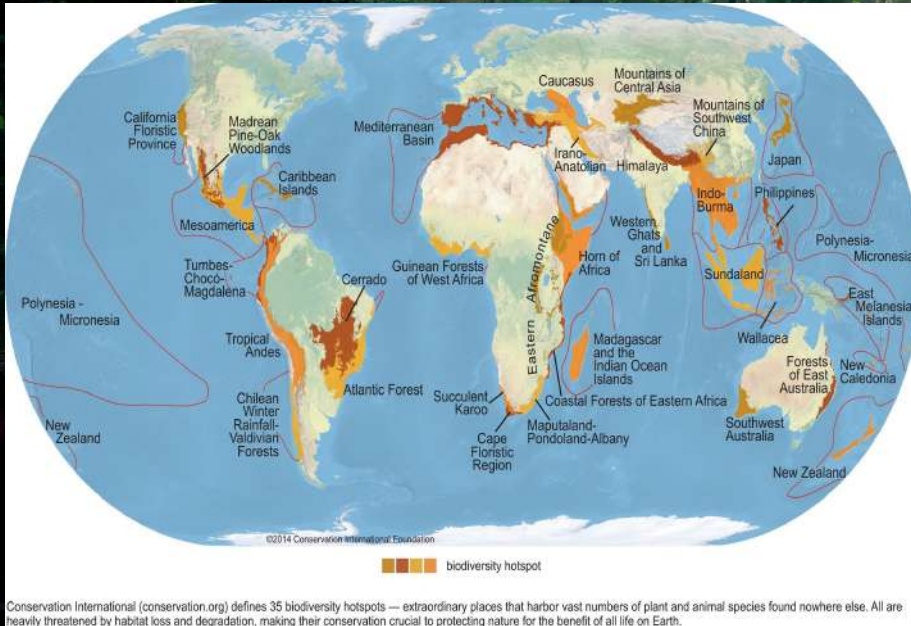 Caucasus
Mountains of
Central Asia
Mountains of
Southwest
China
California
Floristic
Province
Madrean
Pine-Oak
Woodlands
Mediterranean
Basin
Irano-
Anatolian
Himalaya
Japan
Caribbean
Islands
Mesoamerica
Indo-
Burma
Philippines
Western
Ghats
and
Sri Lanka
Polynesia-
Micronesia
Tumbes-
Chocó-
Magdalena
Cerrado
Guinean Forests
of West Africa
Eastern Afromontane
Horn of
Africa
Sundaland
East
Melanesia
Islands
Polynesia -
Micronesia
Tropical
Andes
Madagascar
and the
Indian Ocean
Islands
Wallacea
New
Caledonia
Forests
of East
Australia
Atlantic Forest
Succulent
Karoo
Coastal Forests of Eastern Africa
Chilean
Winter
Rainfall-
Valdivian
Forests
Cape
Floristic
Region
Maputaland-
Pondoland-Albany
Southwest
Australia
New
Zealand
New Zealand
©2014 Conservation International Foundation
biodiversity hotspot
Conservation International (conservation.org) defines 35 biodiversity hotspots — extraordinary places that harbor vast numbers of plant and animal species found nowhere else. All are
heavily threatened by habitat loss and degradation, making their conservation crucial to protecting nature for the benefit of all life on Earth.